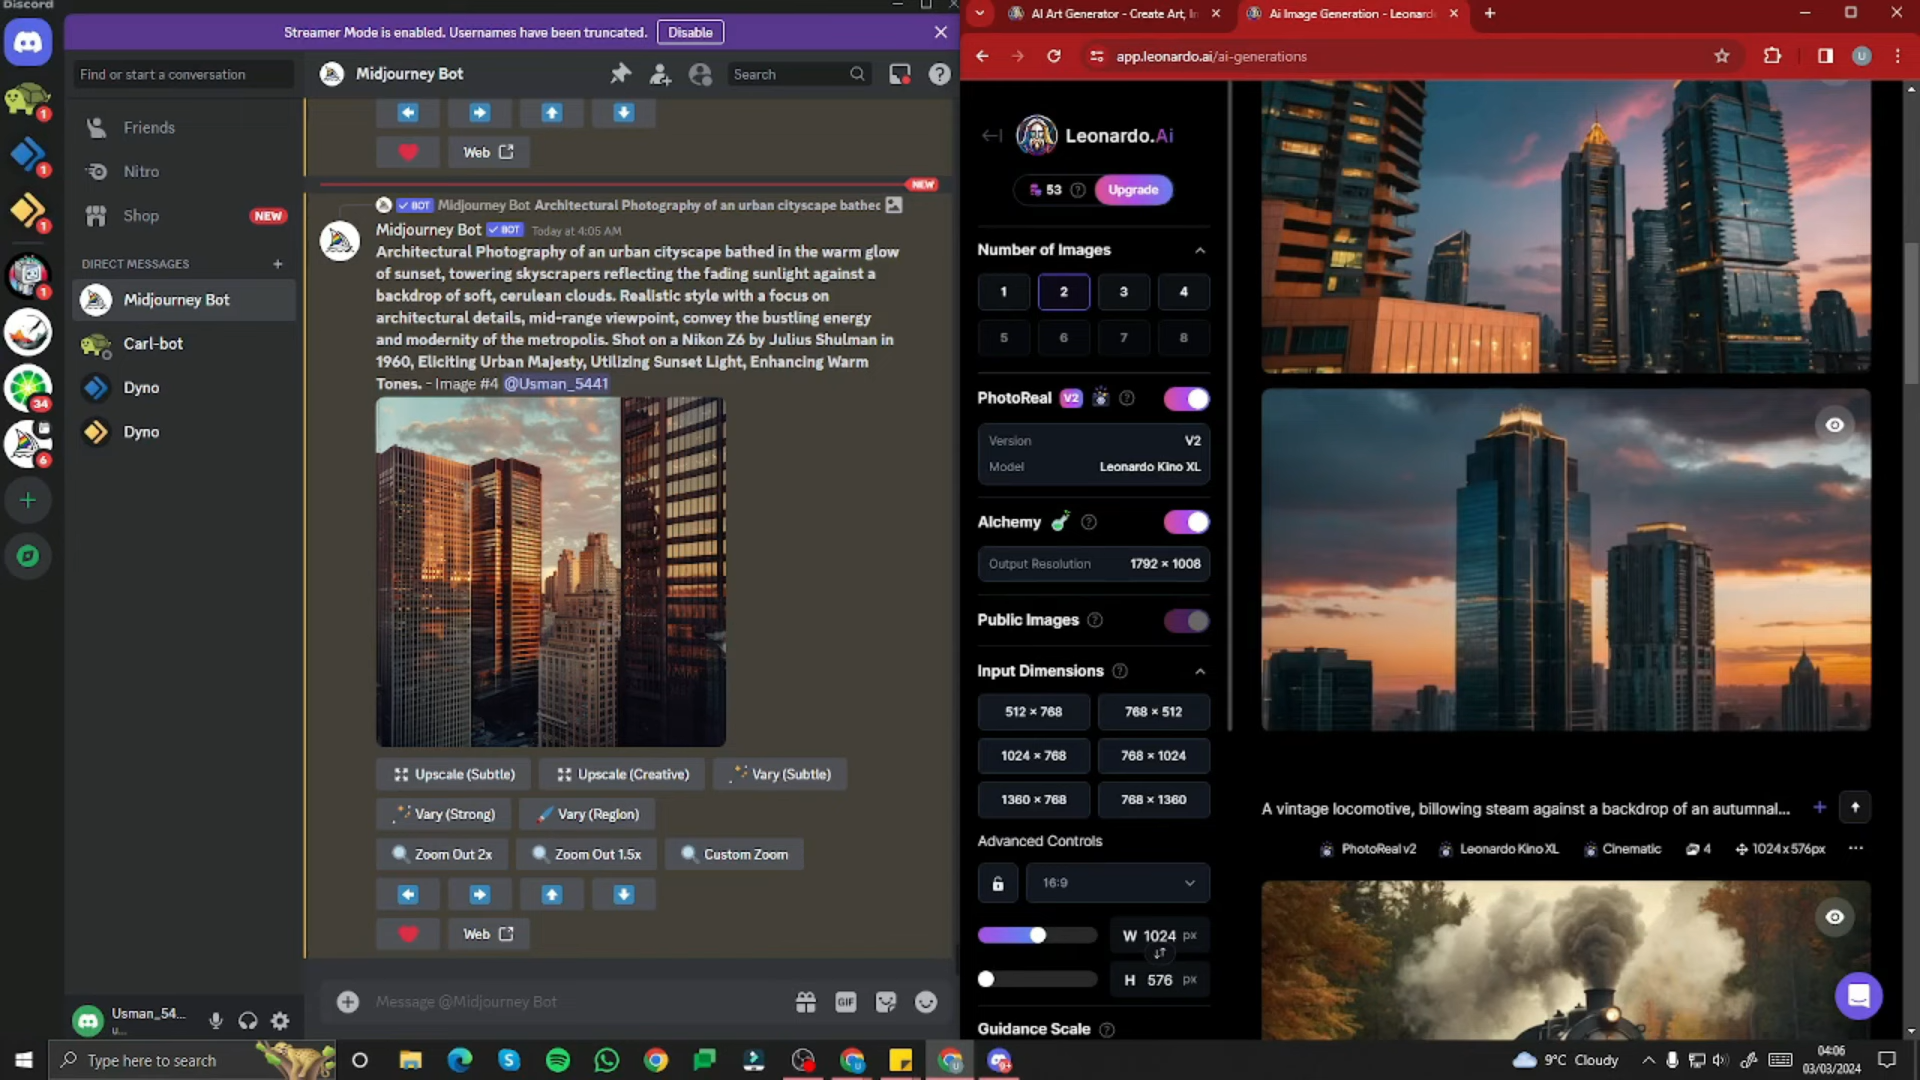 Discord
Streamer Mode is enabled. Usernames have been truncated.
Disable
Find or start a conversation
Midjourney Bot
Search
Friends
Nitro
Shop
NEW
DIRECT MESSAGES
Midjourney Bot
Carl-bot
Dyno
Dyno
1
1
1
1
34
6
Web
NEW
BOT Midjourney Bot Architectural Photography of an urban cityscape bathed
Midjourney Bot BOT Today at 4:05 AM
Architectural Photography of an urban cityscape bathed in the warm glow
of sunset, towering skyscrapers reflecting the fading sunlight against a
backdrop of soft, cerulean clouds. Realistic style with a focus on
architectural details, mid-range viewpoint, convey the bustling energy
and modernity of the metropolis. Shot on a Nikon Z6 by Julius Shulman in
1960, Eliciting Urban Majesty, Utilizing Sunset Light, Enhancing Warm
Tones. - Image #4 @Usman_5441
Upscale (Subtle)
Upscale (Creative)
Vary (Subtle)
Vary (Strong)
Vary (Region)
Zoom Out 2x
Zoom Out 1.5x
Custom Zoom
Web
Message @Midjourney Bot
GIF
Usman_54...
u...
AI Art Generator - Create Art, In
Ai Image Generation - Leonardo
app.leonardo.ai/ai-generations
U
Leonardo.Ai
53
Upgrade
Number of Images
1 2 3 4
5 6 7 8
PhotoReal V2
Version V2
Model Leonardo Kino XL
Alchemy
Output Resolution 1792 × 1008
Public Images
Input Dimensions
512 × 768
768 × 512
1024 × 768
768 × 1024
1360 × 768
768 × 1360
Advanced Controls
16:9
W 1024 px
H 576 px
Guidance Scale
A vintage locomotive, billowing steam against a backdrop of an autumnal...
PhotoReal v2
Leonardo Kino XL
Cinematic
4
1024x576px
Type here to search
9°C Cloudy
04:06
03/03/2024